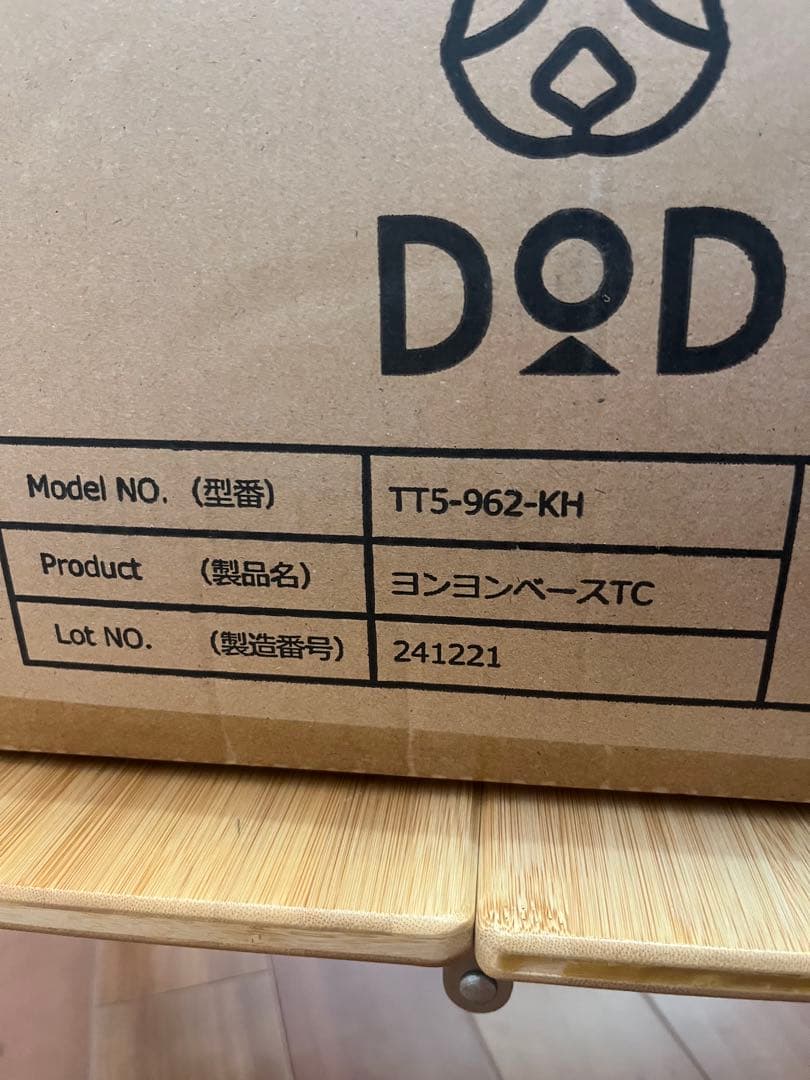 DOD
Model NO. (型番) TT5-962-KH
Product (製品名) ヨンヨンベースTC
Lot NO. (製造番号) 241221